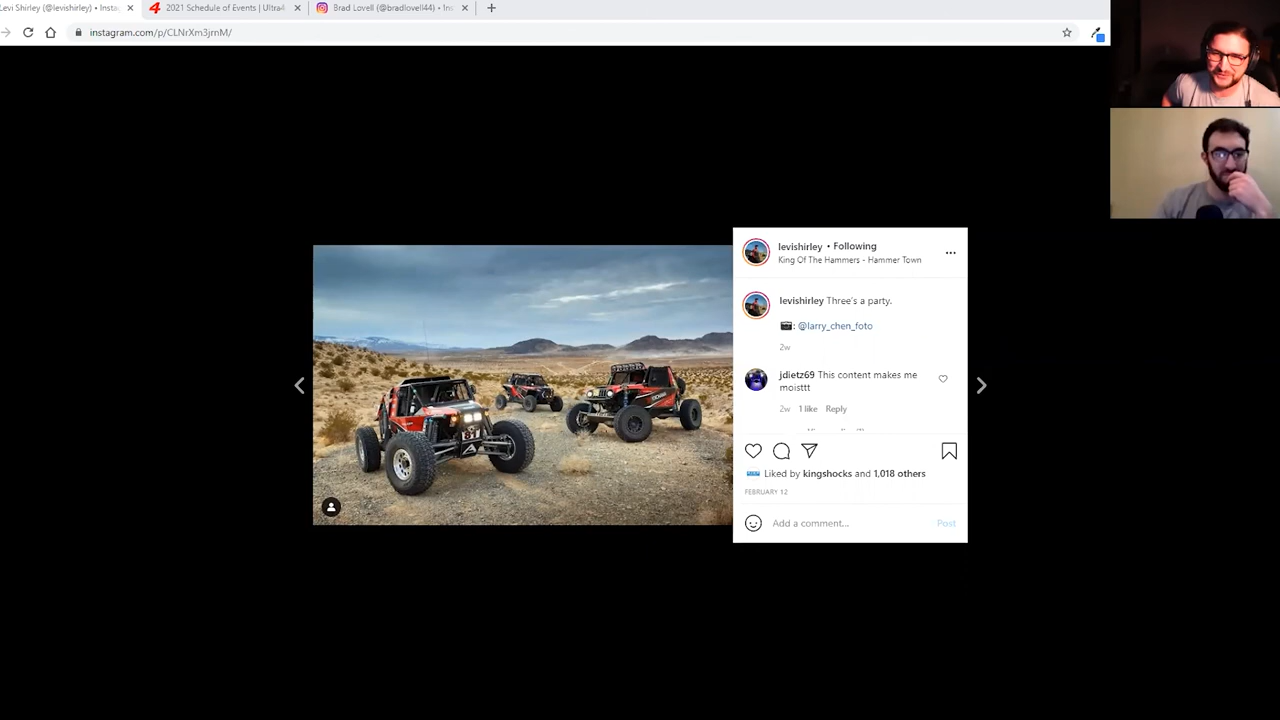 Levi Shirley (@levishirley) • Insta
2021 Schedule of Events | Ultra4
Brad Lovell (@bradlovell44) • Ins
instagram.com/p/CLNrXm3jrnM/
levishirley • Following
King Of The Hammers - Hammer Town
levishirley Three's a party.
: @larry_chen_foto
2w
jdietz69 This content makes me
moisttt
2w 1 like Reply
Liked by kingshocks and 1,018 others
FEBRUARY 12
Add a comment... Post